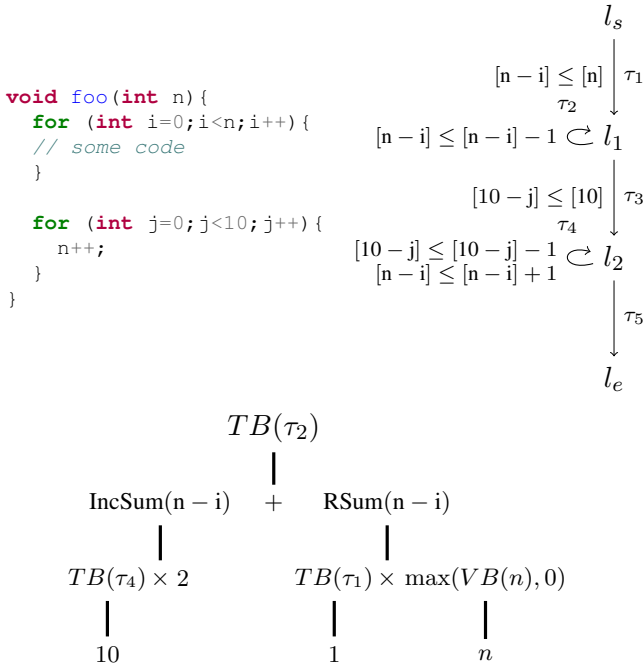 void foo(int n){
for (int i=0;i<n;i++){
// some code
}
for (int j=0;j<10;j++){
n++;
}
}
l_s
[n − i] ≤ [n] τ_1
τ_2
[n − i] ≤ [n − i] − 1 l_1
[10 − j] ≤ [10] τ_3
τ_4
[10 − j] ≤ [10 − j] − 1 l_2
[n − i] ≤ [n − i] + 1
τ_5
l_e
TB(τ_2)
IncSum(n − i) + RSum(n − i)
TB(τ_4) × 2 TB(τ_1) × max(VB(n), 0)
10 1 n